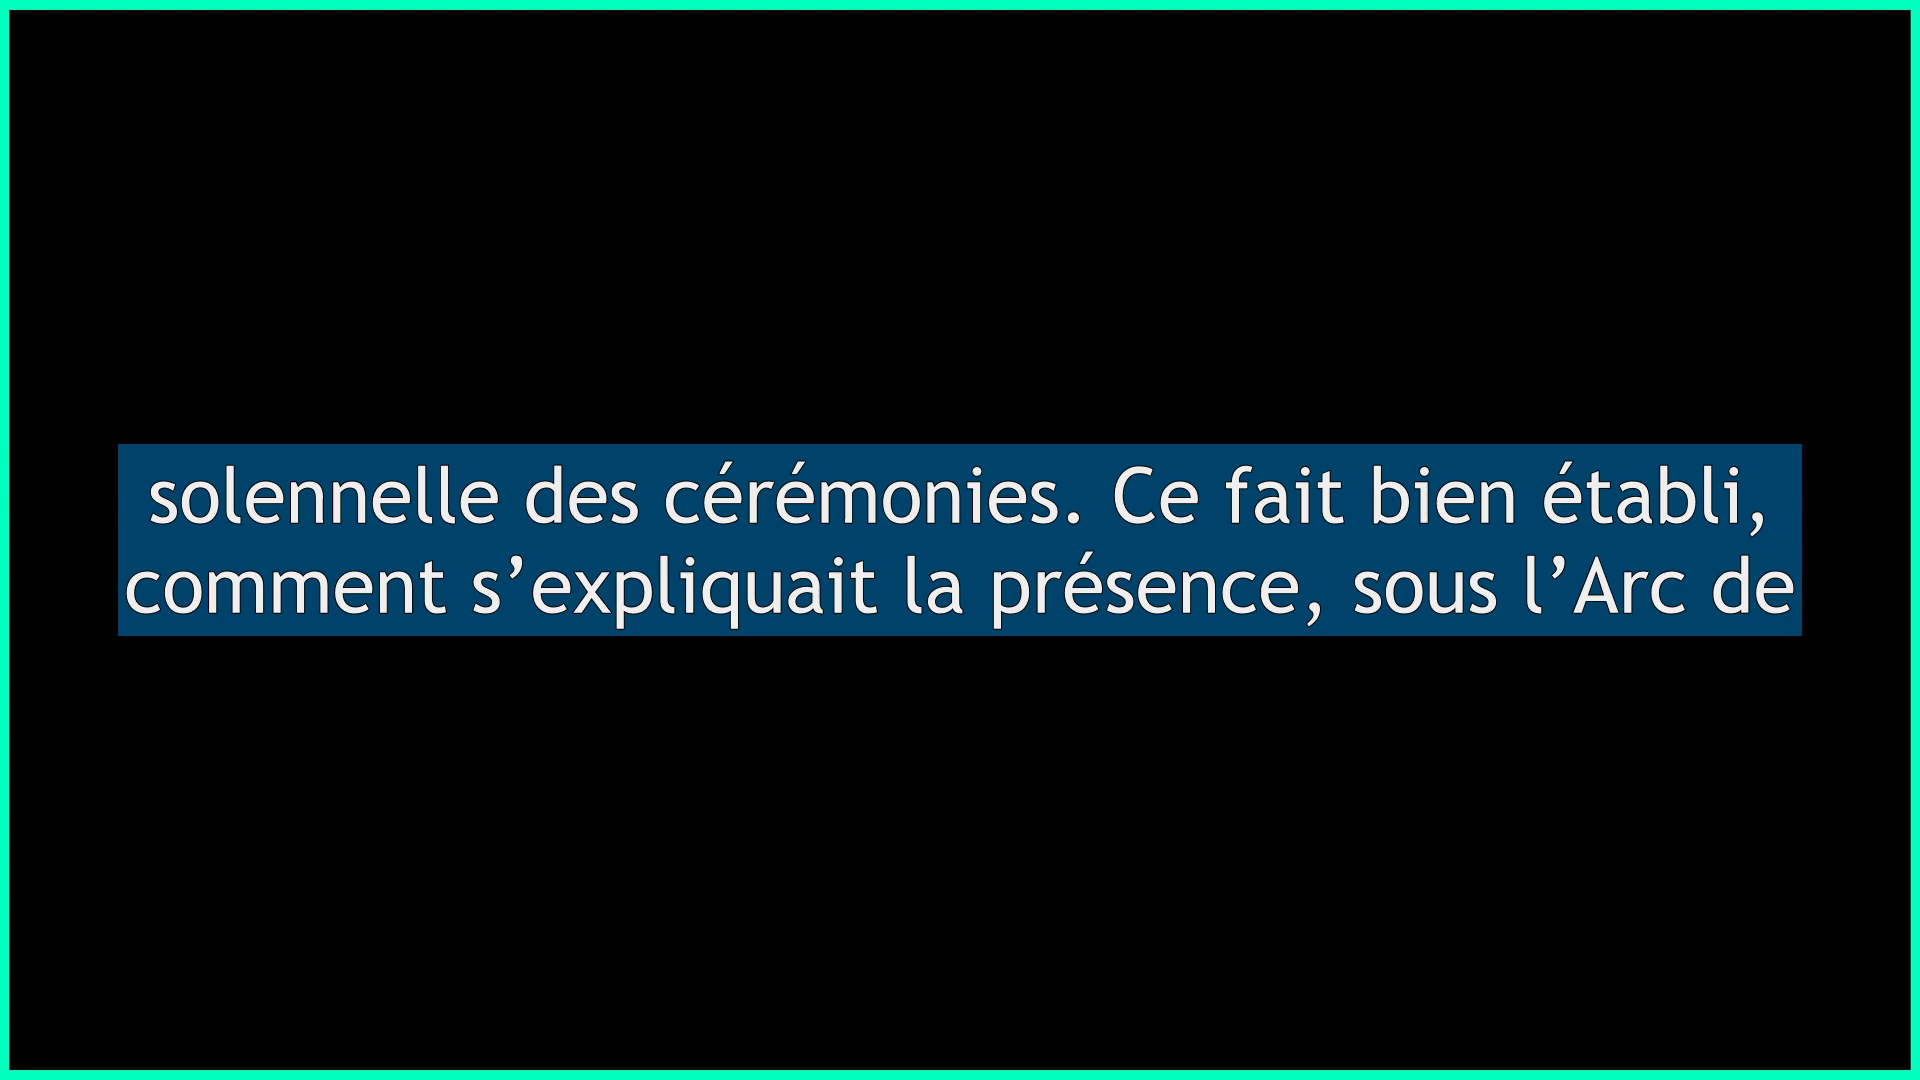 solennelle des cérémonies. Ce fait bien établi,
comment s’expliquait la présence, sous l’Arc de